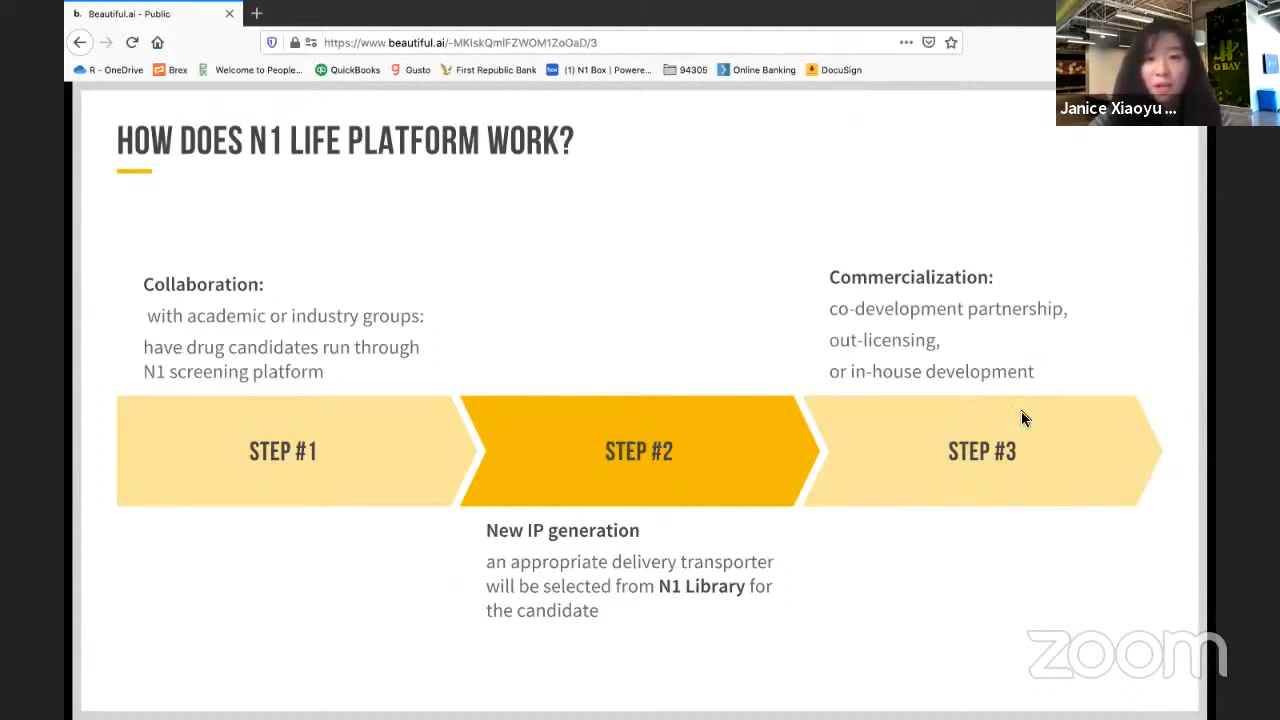 b. Beautiful.ai - Public
https://www.beautiful.ai/-MKIskQmIFZWOM1ZoOaD/3
R - OneDrive
Brex
Welcome to People...
QuickBooks
Gusto
First Republic Bank
(1) N1 Box | Powere...
94305
Online Banking
DocuSign
Q BAY
Janice Xiaoyu ...
HOW DOES N1 LIFE PLATFORM WORK?
Collaboration:
with academic or industry groups:
have drug candidates run through
N1 screening platform
Commercialization:
co-development partnership,
out-licensing,
or in-house development
STEP #1
STEP #2
STEP #3
New IP generation
an appropriate delivery transporter
will be selected from N1 Library for
the candidate
zoom